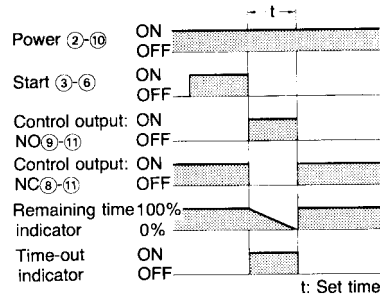 t
Power ②-⑩ ON
OFF
Start ③-⑥ ON
OFF
Control output: ON
NO⑨-⑪ OFF
Control output: ON
NC⑧-⑪ OFF
Remaining time 100%
indicator 0%
Time-out ON
indicator OFF
t: Set time